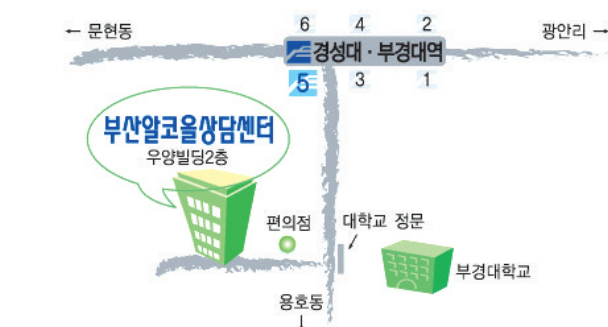 6 4 2
← 문현동
광안리 →
경성대 · 부경대역
5 3 1
부산알코올상담센터
우양빌딩2층
편의점
대학교 정문
부경대학교
용호동